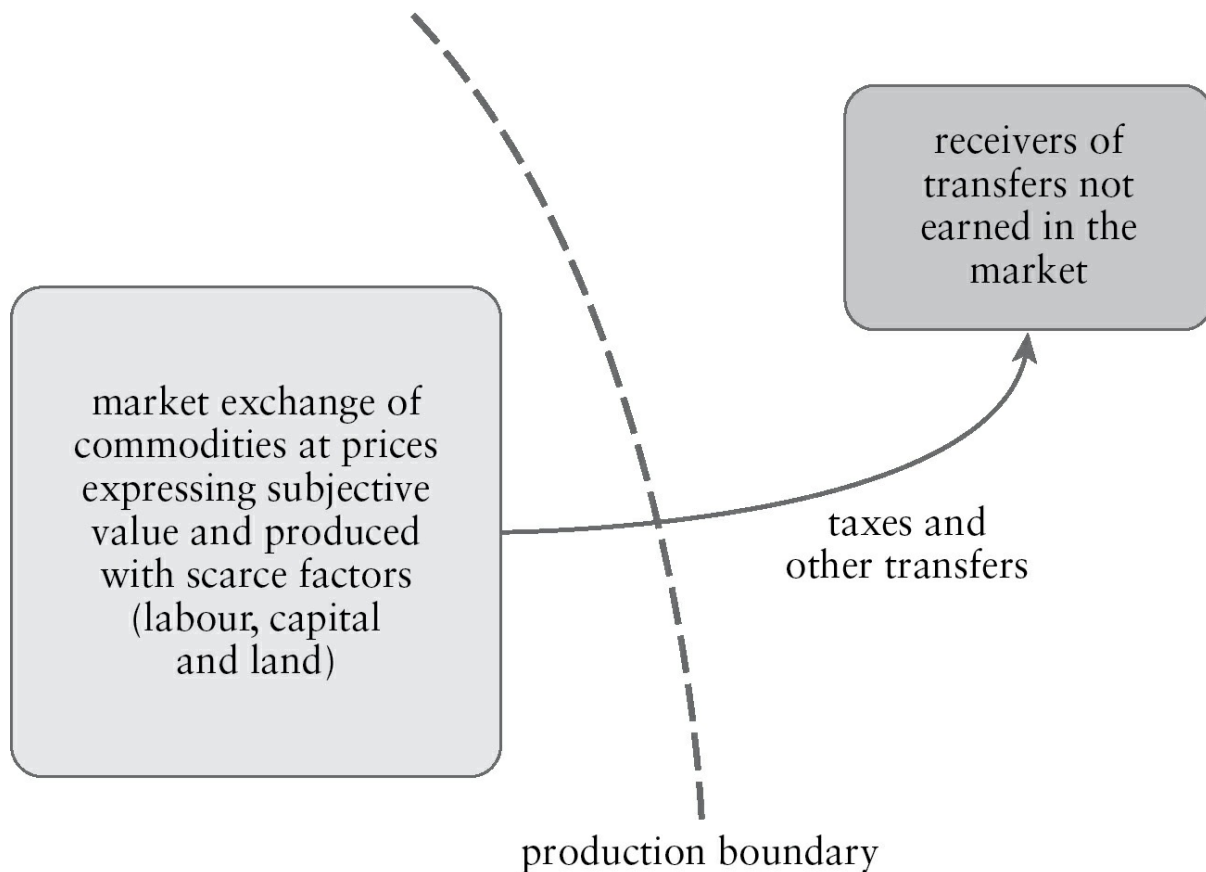 receivers of
transfers not
earned in the
market
market exchange of
commodities at prices
expressing subjective
value and produced
with scarce factors
(labour, capital
and land)
taxes and
other transfers
production boundary